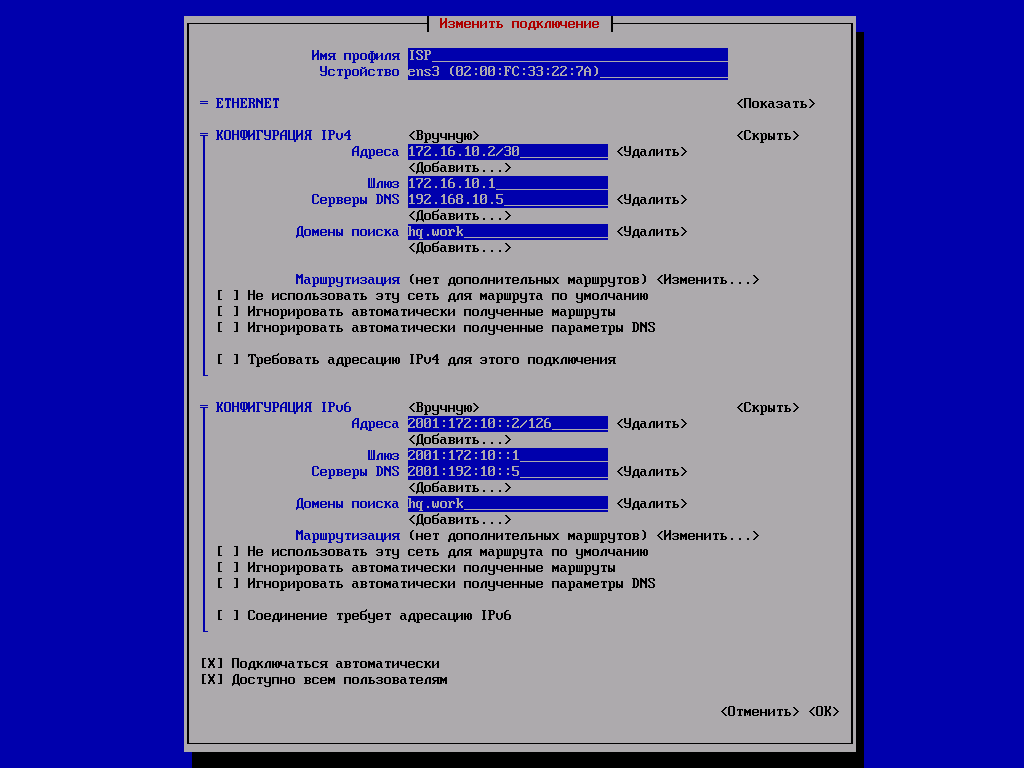 Изменить подключение
Имя профиля ISP
Устройство ens3 (02:00:FC:33:22:7A)
= ETHERNET <Показать>
КОНФИГУРАЦИЯ IPv4 <Вручную> <Скрыть>
Адреса 172.16.10.2/30 <Удалить>
<Добавить...>
Шлюз 172.16.10.1
Серверы DNS 192.168.10.5 <Удалить>
<Добавить...>
Домены поиска hq.work <Удалить>
<Добавить...>
Маршрутизация (нет дополнительных маршрутов) <Изменить...>
[ ] Не использовать эту сеть для маршрута по умолчанию
[ ] Игнорировать автоматически полученные маршруты
[ ] Игнорировать автоматически полученные параметры DNS
[ ] Требовать адресацию IPv4 для этого подключения
КОНФИГУРАЦИЯ IPv6 <Вручную> <Скрыть>
Адреса 2001:172:10::2/126 <Удалить>
<Добавить...>
Шлюз 2001:172:10::1
Серверы DNS 2001:192:10::5 <Удалить>
<Добавить...>
Домены поиска hq.work <Удалить>
<Добавить...>
Маршрутизация (нет дополнительных маршрутов) <Изменить...>
[ ] Не использовать эту сеть для маршрута по умолчанию
[ ] Игнорировать автоматически полученные маршруты
[ ] Игнорировать автоматически полученные параметры DNS
[ ] Соединение требует адресацию IPv6
[X] Подключаться автоматически
[X] Доступно всем пользователям
<Отменить> <OK>